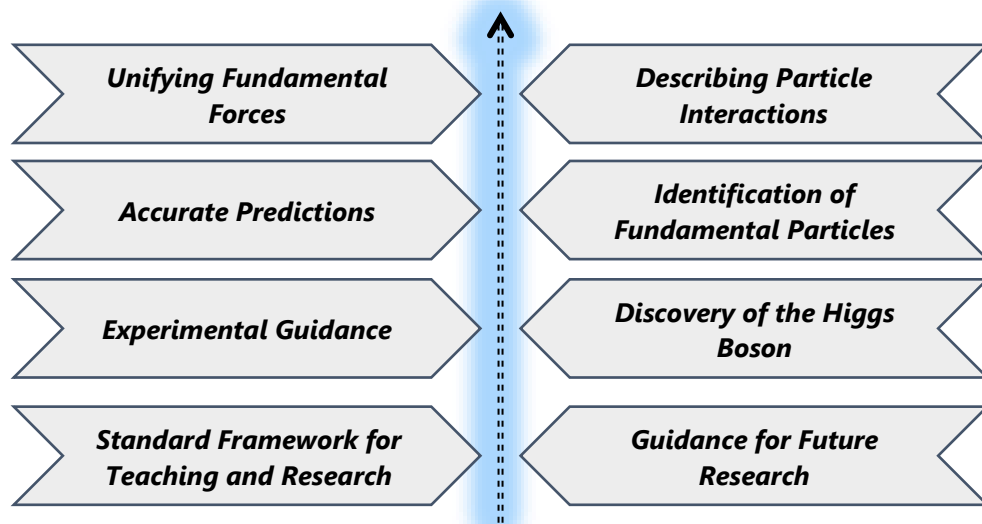 Unifying Fundamental
Forces
Describing Particle
Interactions
Accurate Predictions
Identification of
Fundamental Particles
Experimental Guidance
Discovery of the Higgs
Boson
Standard Framework for
Teaching and Research
Guidance for Future
Research